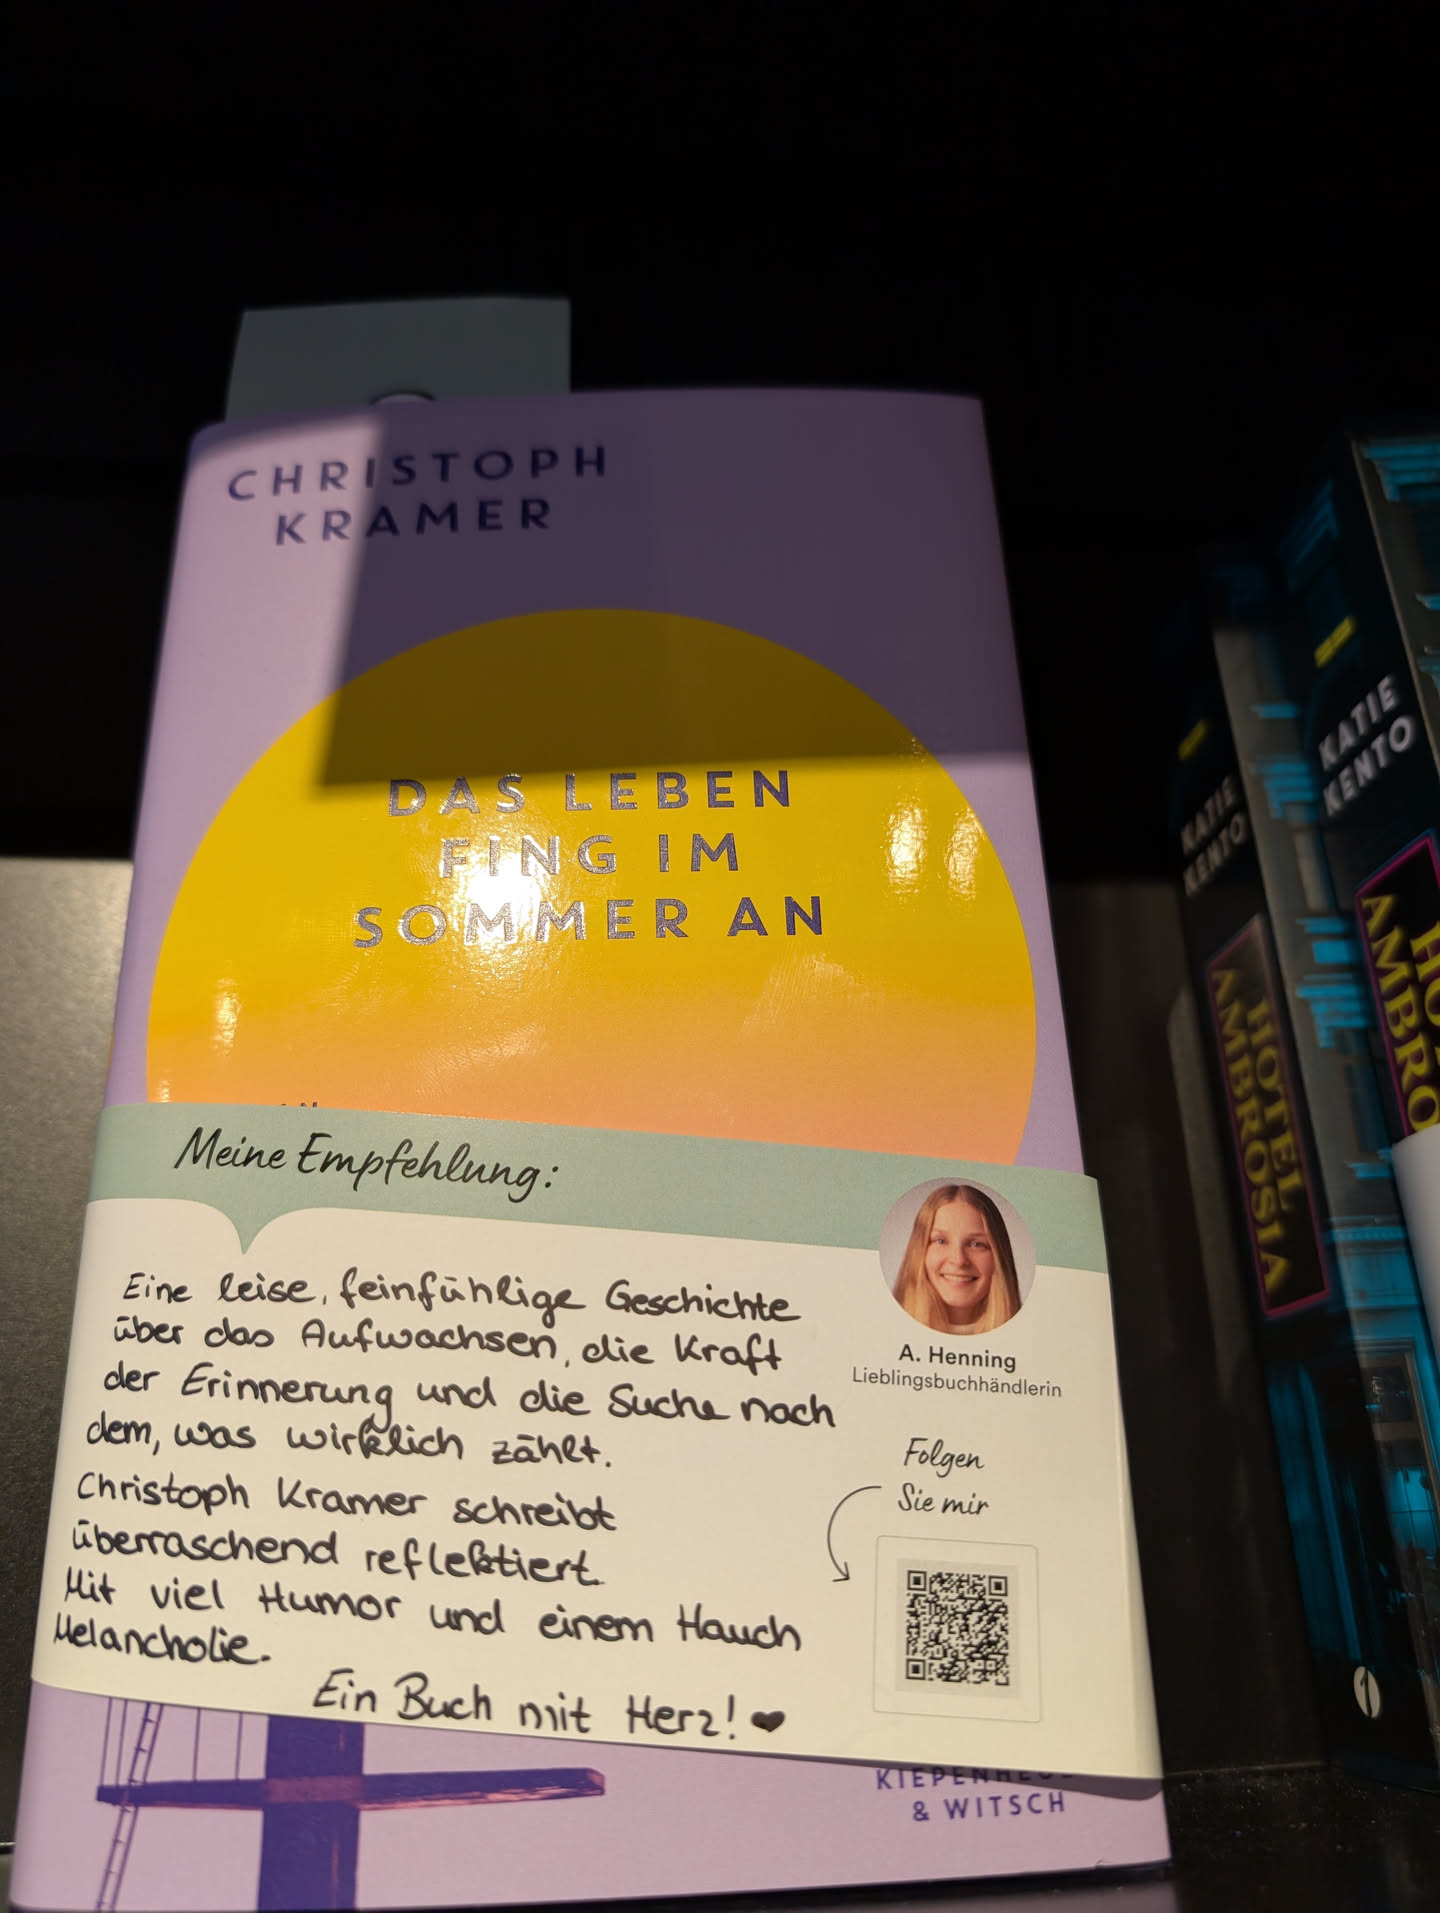 CHRISTOPH
KRAMER
DAS LEBEN
FING IM
SOMMER AN
Meine Empfehlung:
Eine leise, feinfühlige Geschichte
über das Aufwachsen, die Kraft
der Erinnerung und die Suche nach
dem, was wirklich zählt.
Christoph Kramer schreibt
überraschend reflektiert.
Mit viel Humor und einem Hauch
Melancholie.
Ein Buch mit Herz! ♥
A. Henning
Lieblingsbuchhändlerin
Folgen
Sie mir
& WITSCH
KATIE
KENTO
HOTEL
AMBROSIA
KATIE
KENTO
1